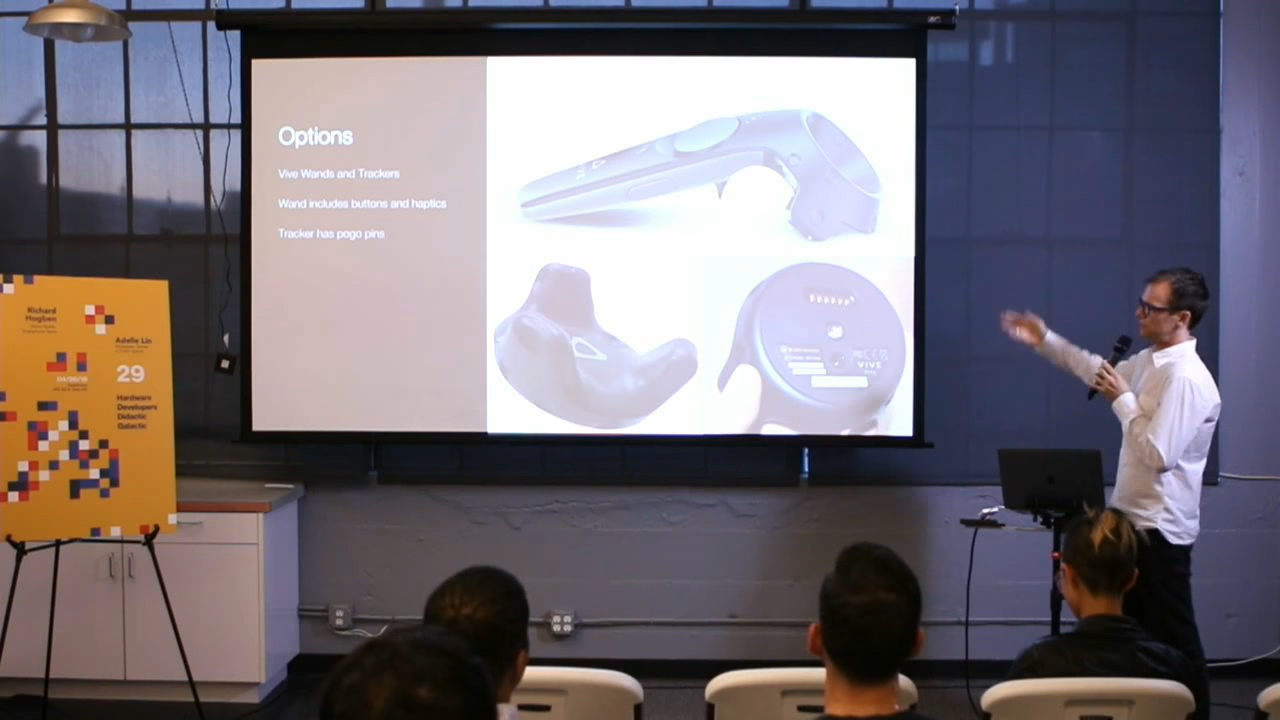 Options
Vive Wands and Trackers
Wand includes buttons and haptics
Tracker has pogo pins
VIVE
Richard
Hogben
Adelle Lin
29
Hardware
Developers
Didactic
Galactic